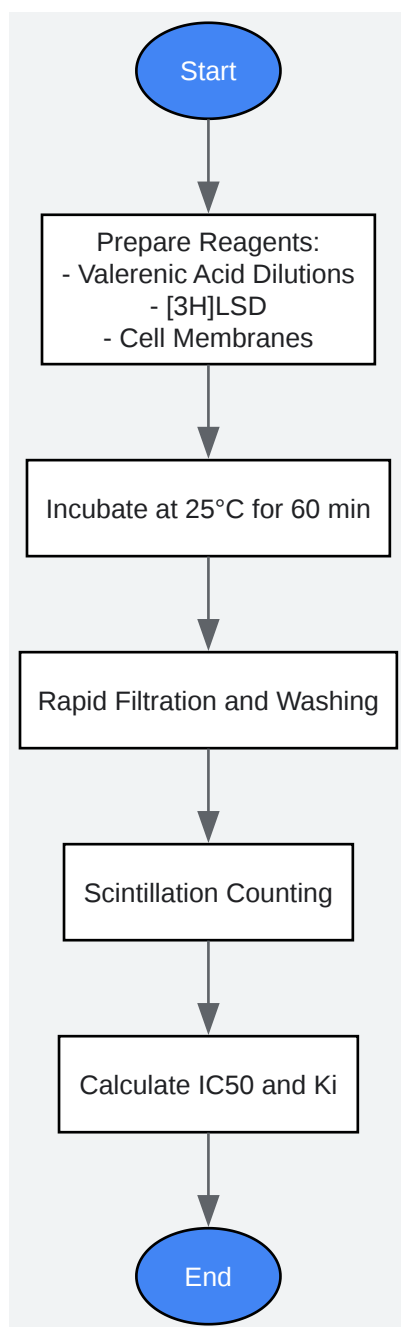 Start
Prepare Reagents:
- Valerenic Acid Dilutions
- [3H]LSD
- Cell Membranes
Incubate at 25°C for 60 min
Rapid Filtration and Washing
Scintillation Counting
Calculate IC50 and Ki
End